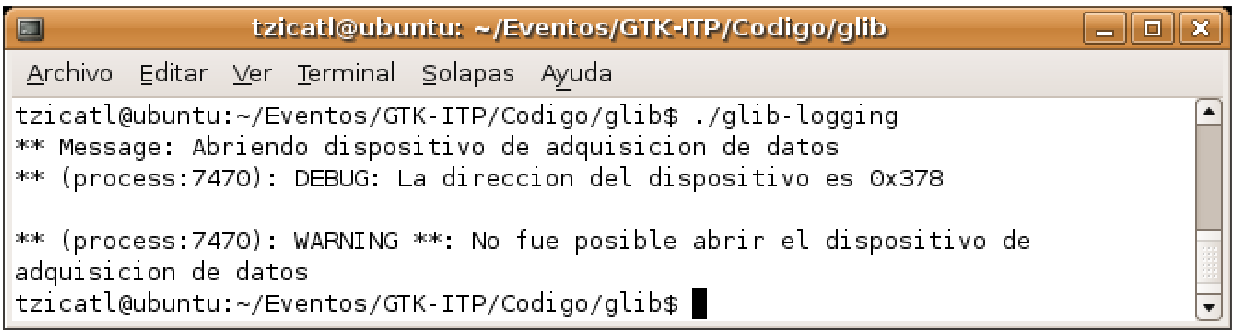 tzicatl@ubuntu: ~/Eventos/GTK-ITP/Codigo/glib
Archivo Editar Ver Terminal Solapas Ayuda
tzicatl@ubuntu:~/Eventos/GTK-ITP/Codigo/glib$ ./glib-logging
** Message: Abriendo dispositivo de adquisicion de datos
** (process:7470): DEBUG: La direccion del dispositivo es 0x378
** (process:7470): WARNING **: No fue posible abrir el dispositivo de
adquisicion de datos
tzicatl@ubuntu:~/Eventos/GTK-ITP/Codigo/glib$